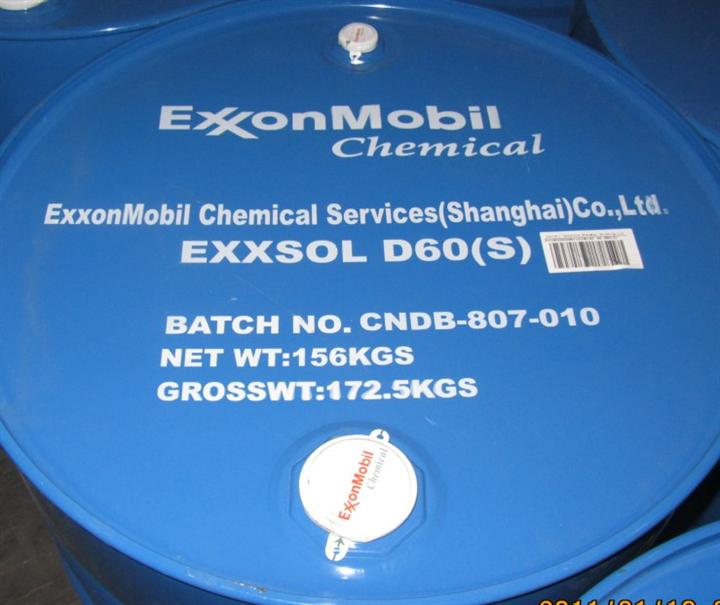 ExxonMobil
Chemical
ExxonMobil Chemical Services(Shanghai)Co.,Ltd.
EXXSOL D60(S)
BATCH NO. CNDB-807-010
NET WT:156KGS
GROSSWT:172.5KGS
ExxonMobil
Chemical